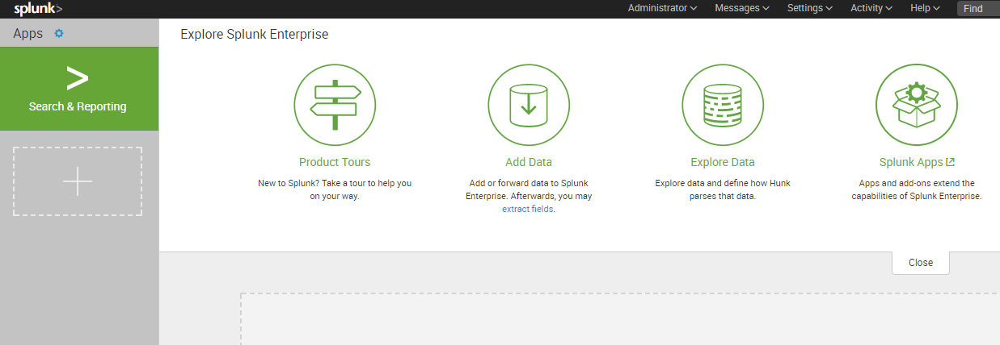 splunk>
Administrator
Messages
Settings
Activity
Help
Find
Apps
Explore Splunk Enterprise
>
Search & Reporting
Product Tours
New to Splunk? Take a tour to help you
on your way.
Add Data
Add or forward data to Splunk
Enterprise. Afterwards, you may
extract fields.
Explore Data
Explore data and define how Hunk
parses that data.
Splunk Apps
Apps and add-ons extend the
capabilities of Splunk Enterprise.
Close